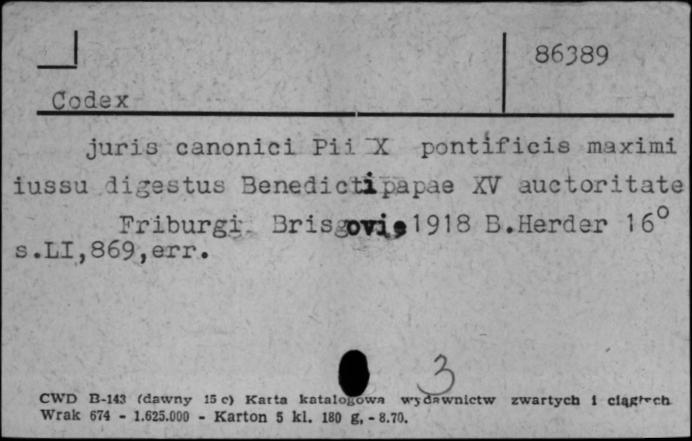 86389
Codex
juris canonici Pii X pontificis maximi
iussu digestus Benedicti papae XV auctoritate
Friburgi Brisgovie 1918 B.Herder 16°
s.LI,869,err.
3
CWD B-143 (dawny 15 c) Karta katalogowa wydawnictw zwartych i ciągłych
Wrak 674 - 1.625.000 - Karton 5 kl. 180 g, - 8.70.